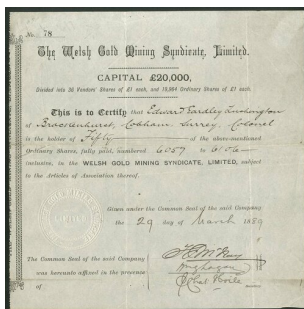 No. 78
The Welsh Gold Mining Syndicate, Limited.
CAPITAL £20,000,
Divided into 36 Founders' Shares of £1 each, and 19,964 Ordinary Shares of £1 each.
This is to Certify that Edward Eardley
of Cobham, Surrey, Colonel
is the holder of Fifty of the above-mentioned
Ordinary Shares, fully paid, numbered 6057 to 6106
inclusive, in the WELSH GOLD MINING SYNDICATE, LIMITED, subject
to the Articles of Association thereof.
Given under the Common Seal of the said Company
the 29 day of March 1889
The Common Seal of the said Company
was hereunto affixed in the presence
of